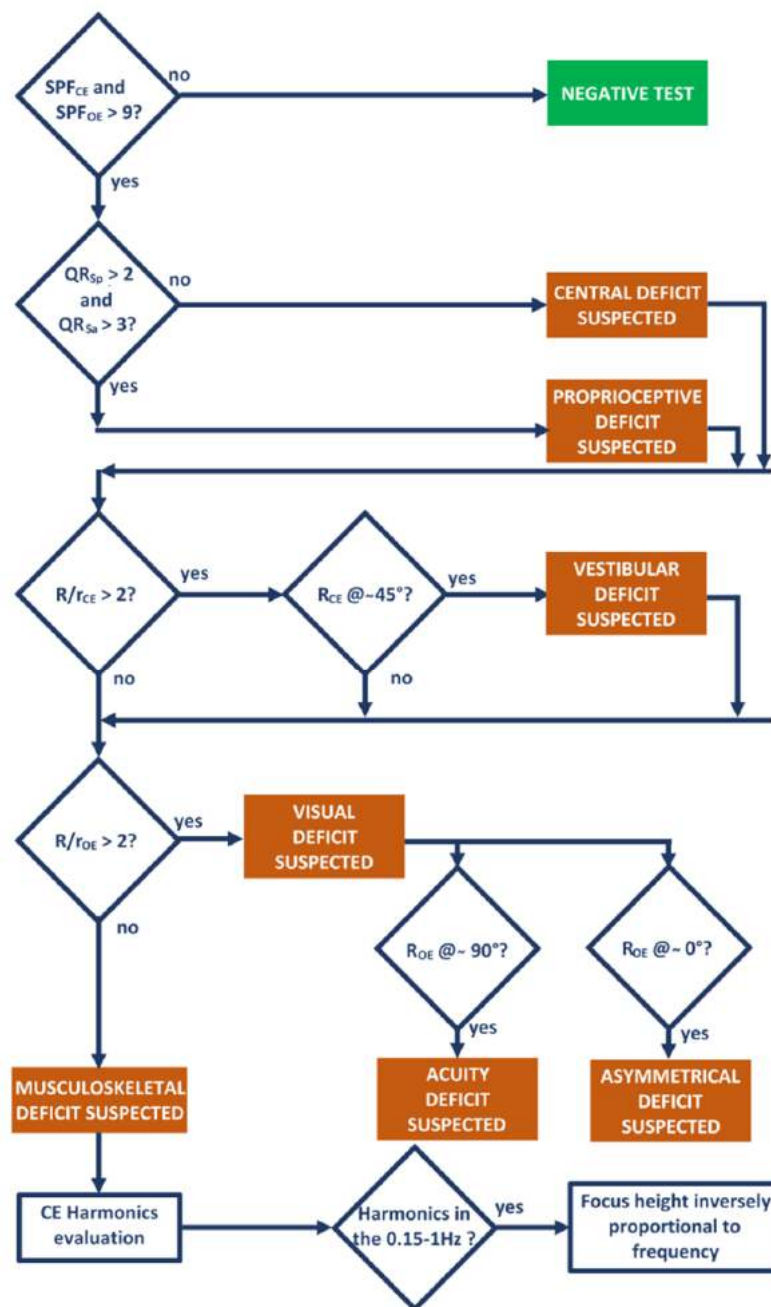 SPFCE and
SPFOE > 9?
no
NEGATIVE TEST
yes
QRSp > 2
and
QRSa > 3?
no
CENTRAL DEFICIT
SUSPECTED
yes
PROPRIOCEPTIVE
DEFICIT
SUSPECTED
R/rCE > 2?
yes
RCE @~45°?
yes
VESTIBULAR
DEFICIT
SUSPECTED
no
no
R/rOE > 2?
yes
VISUAL
DEFICIT
SUSPECTED
no
ROE @~ 90°?
ROE @~ 0°?
yes
yes
MUSCULOSKELETAL
DEFICIT SUSPECTED
ACUITY
DEFICIT
SUSPECTED
ASYMMETRICAL
DEFICIT
SUSPECTED
CE Harmonics
evaluation
Harmonics in
the 0.15-1Hz ?
yes
Focus height inversely
proportional to
frequency